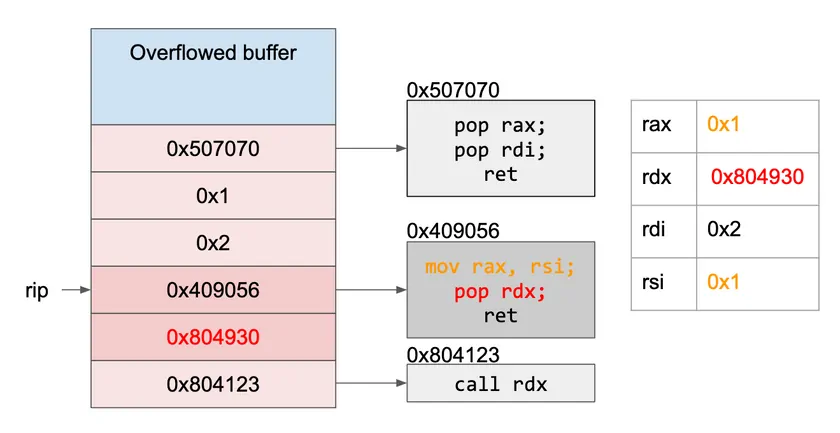 Overflowed buffer
0x507070
0x1
0x2
rip
0x409056
0x804930
0x804123
0x507070
pop rax;
pop rdi;
ret
0x409056
mov rax, rsi;
pop rdx;
ret
0x804123
call rdx
rax 0x1
rdx 0x804930
rdi 0x2
rsi 0x1